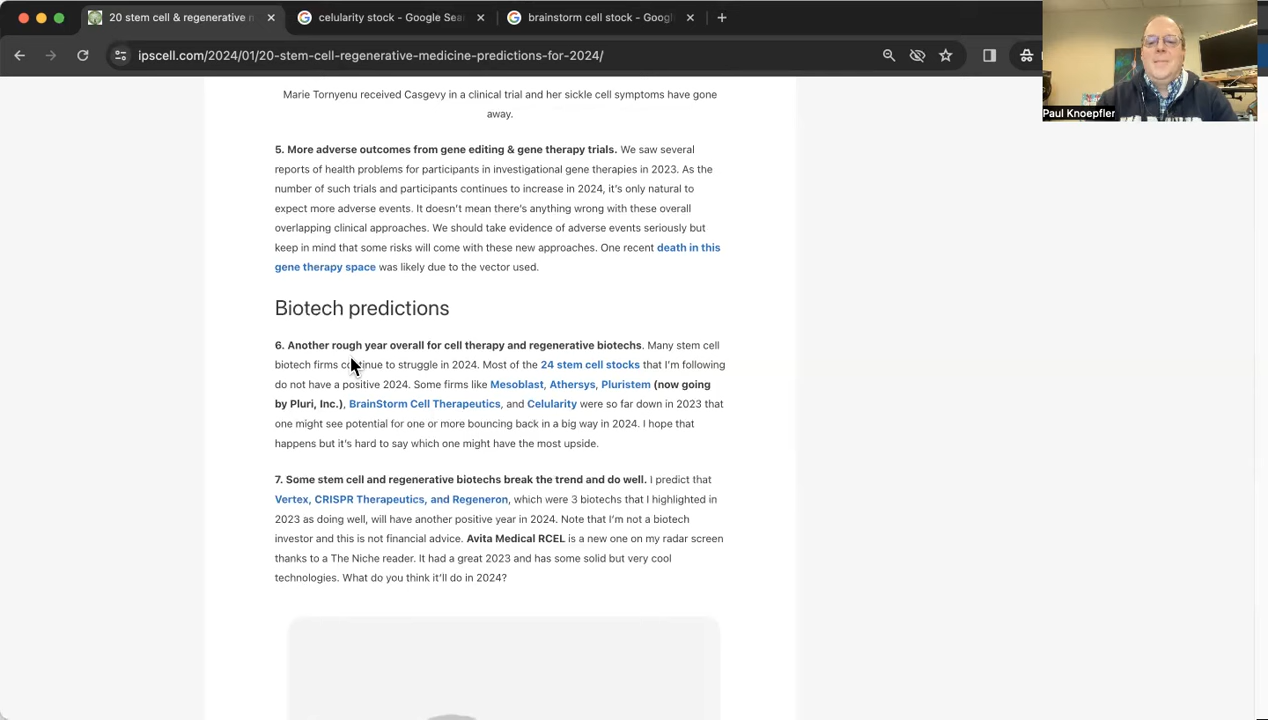 20 stem cell & regenerative m
celularity stock - Google Sea
brainstorm cell stock - Googl
ipscell.com/2024/01/20-stem-cell-regenerative-medicine-predictions-for-2024/
Paul Knoepfler
Marie Tornyenu received Casgevy in a clinical trial and her sickle cell symptoms have gone
away.
5. More adverse outcomes from gene editing & gene therapy trials. We saw several
reports of health problems for participants in investigational gene therapies in 2023. As the
number of such trials and participants continues to increase in 2024, it's only natural to
expect more adverse events. It doesn't mean there's anything wrong with these overall
overlapping clinical approaches. We should take evidence of adverse events seriously but
keep in mind that some risks will come with these new approaches. One recent death in this
gene therapy space was likely due to the vector used.
Biotech predictions
6. Another rough year overall for cell therapy and regenerative biotechs. Many stem cell
biotech firms continue to struggle in 2024. Most of the 24 stem cell stocks that I'm following
do not have a positive 2024. Some firms like Mesoblast, Athersys, Pluristem (now going
by Pluri, Inc.), BrainStorm Cell Therapeutics, and Celularity were so far down in 2023 that
one might see potential for one or more bouncing back in a big way in 2024. I hope that
happens but it's hard to say which one might have the most upside.
7. Some stem cell and regenerative biotechs break the trend and do well. I predict that
Vertex, CRISPR Therapeutics, and Regeneron, which were 3 biotechs that I highlighted in
2023 as doing well, will have another positive year in 2024. Note that I'm not a biotech
investor and this is not financial advice. Avita Medical RCEL is a new one on my radar screen
thanks to a The Niche reader. It had a great 2023 and has some solid but very cool
technologies. What do you think it'll do in 2024?